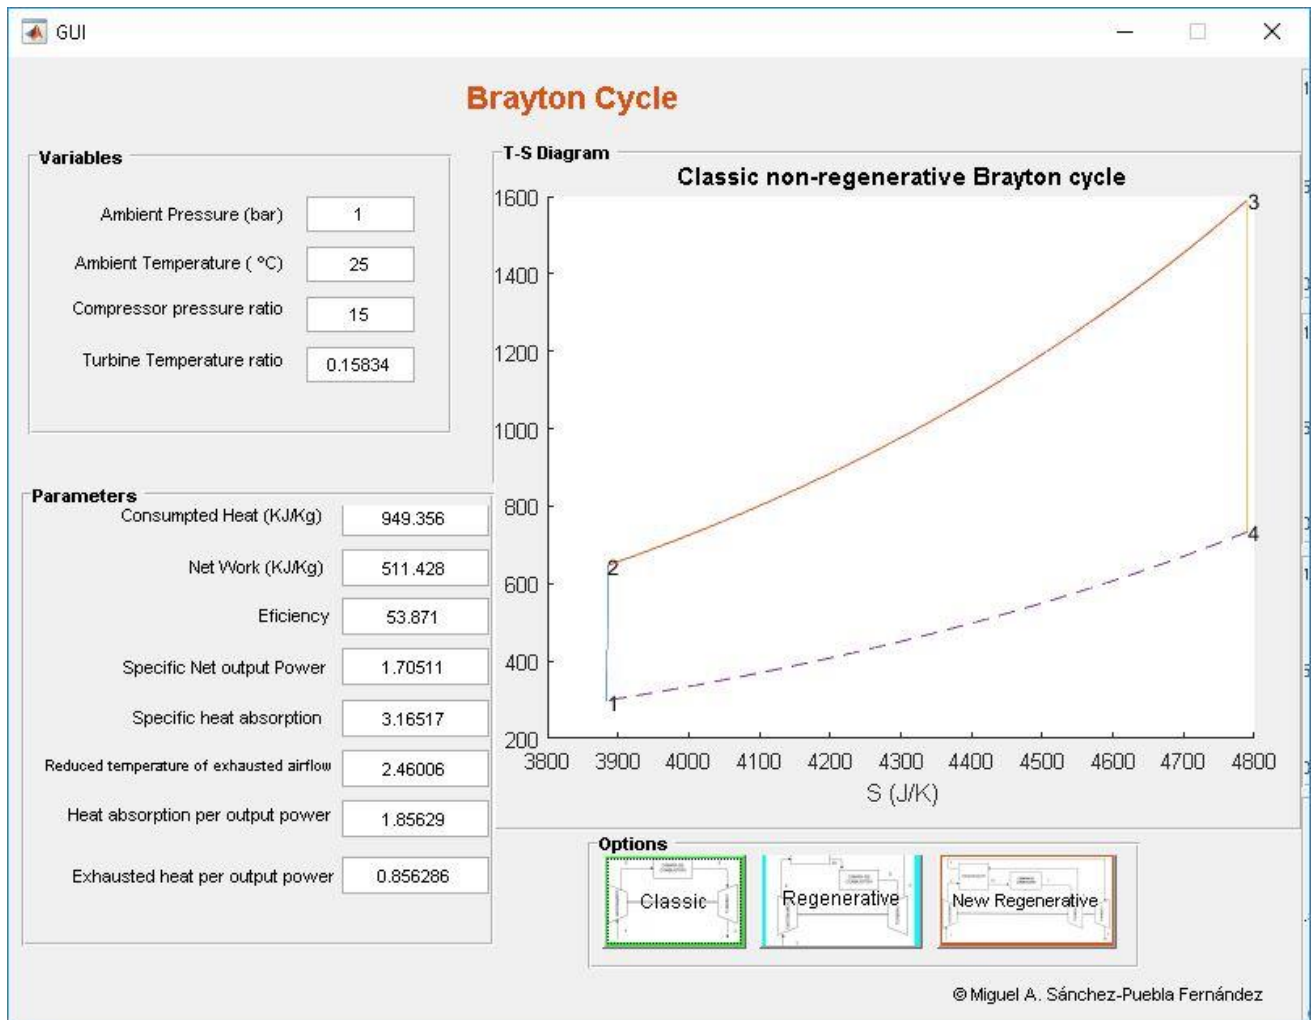 GUI
Brayton Cycle
Variables
Ambient Pressure (bar) 1
Ambient Temperature ( ºC) 25
Compressor pressure ratio 15
Turbine Temperature ratio 0.15834
Parameters
Consumpted Heat (KJ/Kg) 949.356
Net Work (KJ/Kg) 511.428
Eficiency 53.871
Specific Net output Power 1.70511
Specific heat absorption 3.16517
Reduced temperature of exhausted airflow 2.46006
Heat absorption per output power 1.85629
Exhausted heat per output power 0.856286
T-S Diagram
Classic non-regenerative Brayton cycle
1600
1400
1200
1000
800
600
400
200
3
4
2
1
3800 3900 4000 4100 4200 4300 4400 4500 4600 4700 4800
S (J/K)
Options
Classic
Regenerative
New Regenerative
© Miguel A. Sánchez-Puebla Fernández